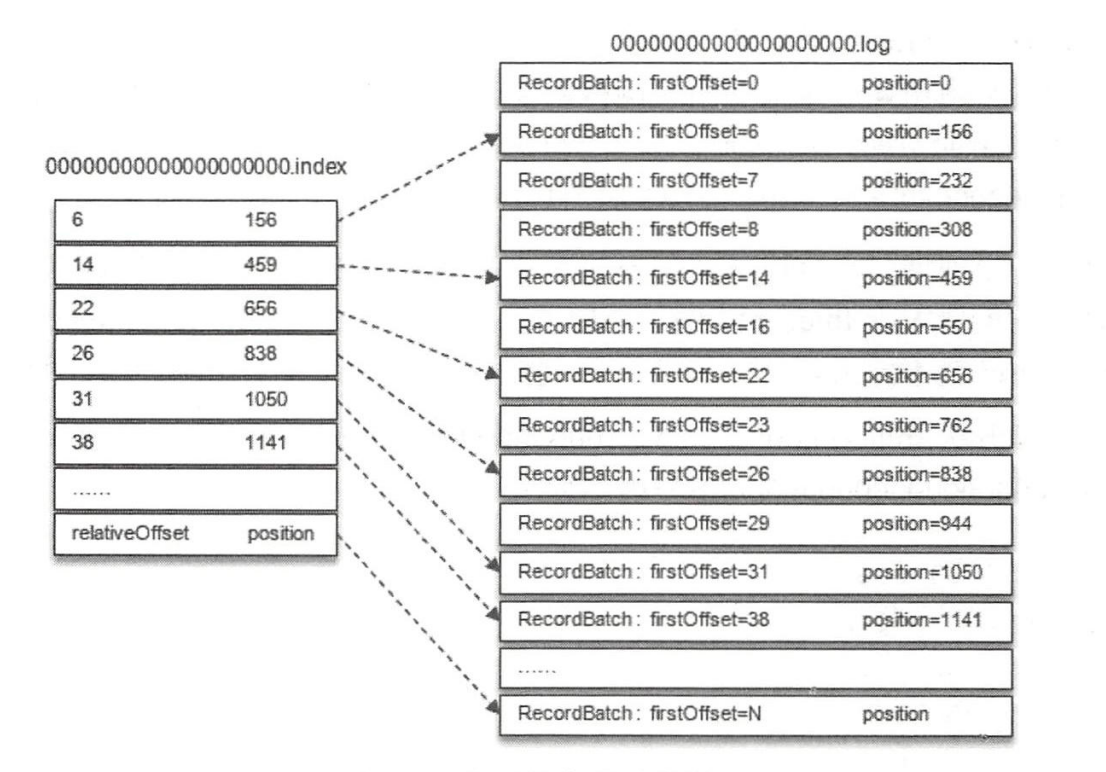 00000000000000000000.index
6 156
14 459
22 656
26 838
31 1050
38 1141
......
relativeOffset position
00000000000000000000.log
RecordBatch: firstOffset=0 position=0
RecordBatch: firstOffset=6 position=156
RecordBatch: firstOffset=7 position=232
RecordBatch: firstOffset=8 position=308
RecordBatch: firstOffset=14 position=459
RecordBatch: firstOffset=16 position=550
RecordBatch: firstOffset=22 position=656
RecordBatch: firstOffset=23 position=762
RecordBatch: firstOffset=26 position=838
RecordBatch: firstOffset=29 position=944
RecordBatch: firstOffset=31 position=1050
RecordBatch: firstOffset=38 position=1141
......
RecordBatch: firstOffset=N position